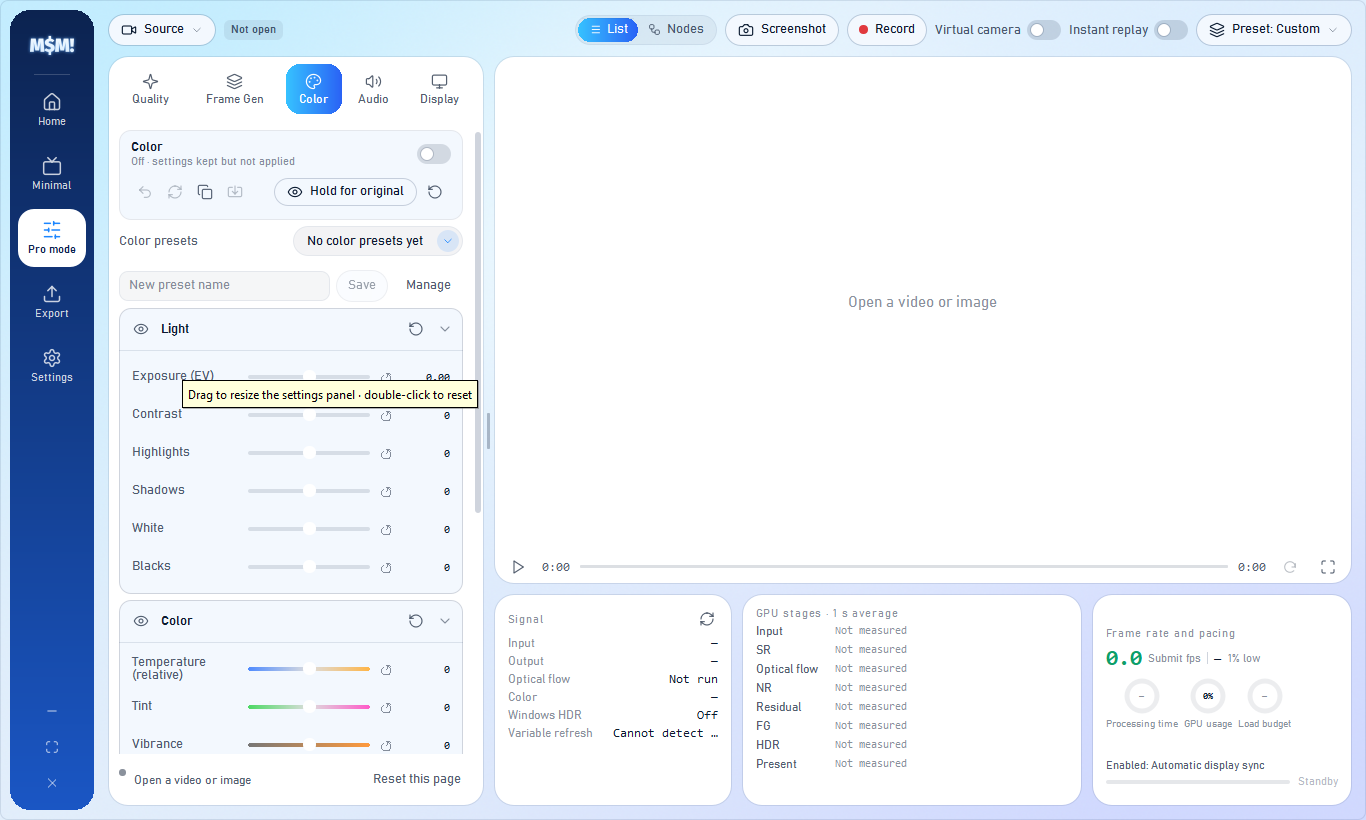 M$M!
Home
Minimal
Pro mode
Export
Settings
Source
Not open
List
Nodes
Screenshot
Record
Virtual camera
Instant replay
Preset: Custom
Quality
Frame Gen
Color
Audio
Display
Color
Off · settings kept but not applied
Hold for original
Color presets
No color presets yet
New preset name
Save
Manage
Light
Exposure (EV)
0.00
Drag to resize the settings panel · double-click to reset
Contrast
0
Highlights
0
Shadows
0
White
0
Blacks
0
Color
Temperature
(relative)
0
Tint
0
Vibrance
0
Open a video or image
Reset this page
Open a video or image
0:00
0:00
Signal
Input –
Output –
Optical flow Not run
Color –
Windows HDR Off
Variable refresh Cannot detect …
GPU stages · 1 s average
Input Not measured
SR Not measured
Optical flow Not measured
NR Not measured
Residual Not measured
FG Not measured
HDR Not measured
Present Not measured
Frame rate and pacing
0.0 Submit fps – 1% low
– 0% –
Processing time GPU usage Load budget
Enabled: Automatic display sync
Standby